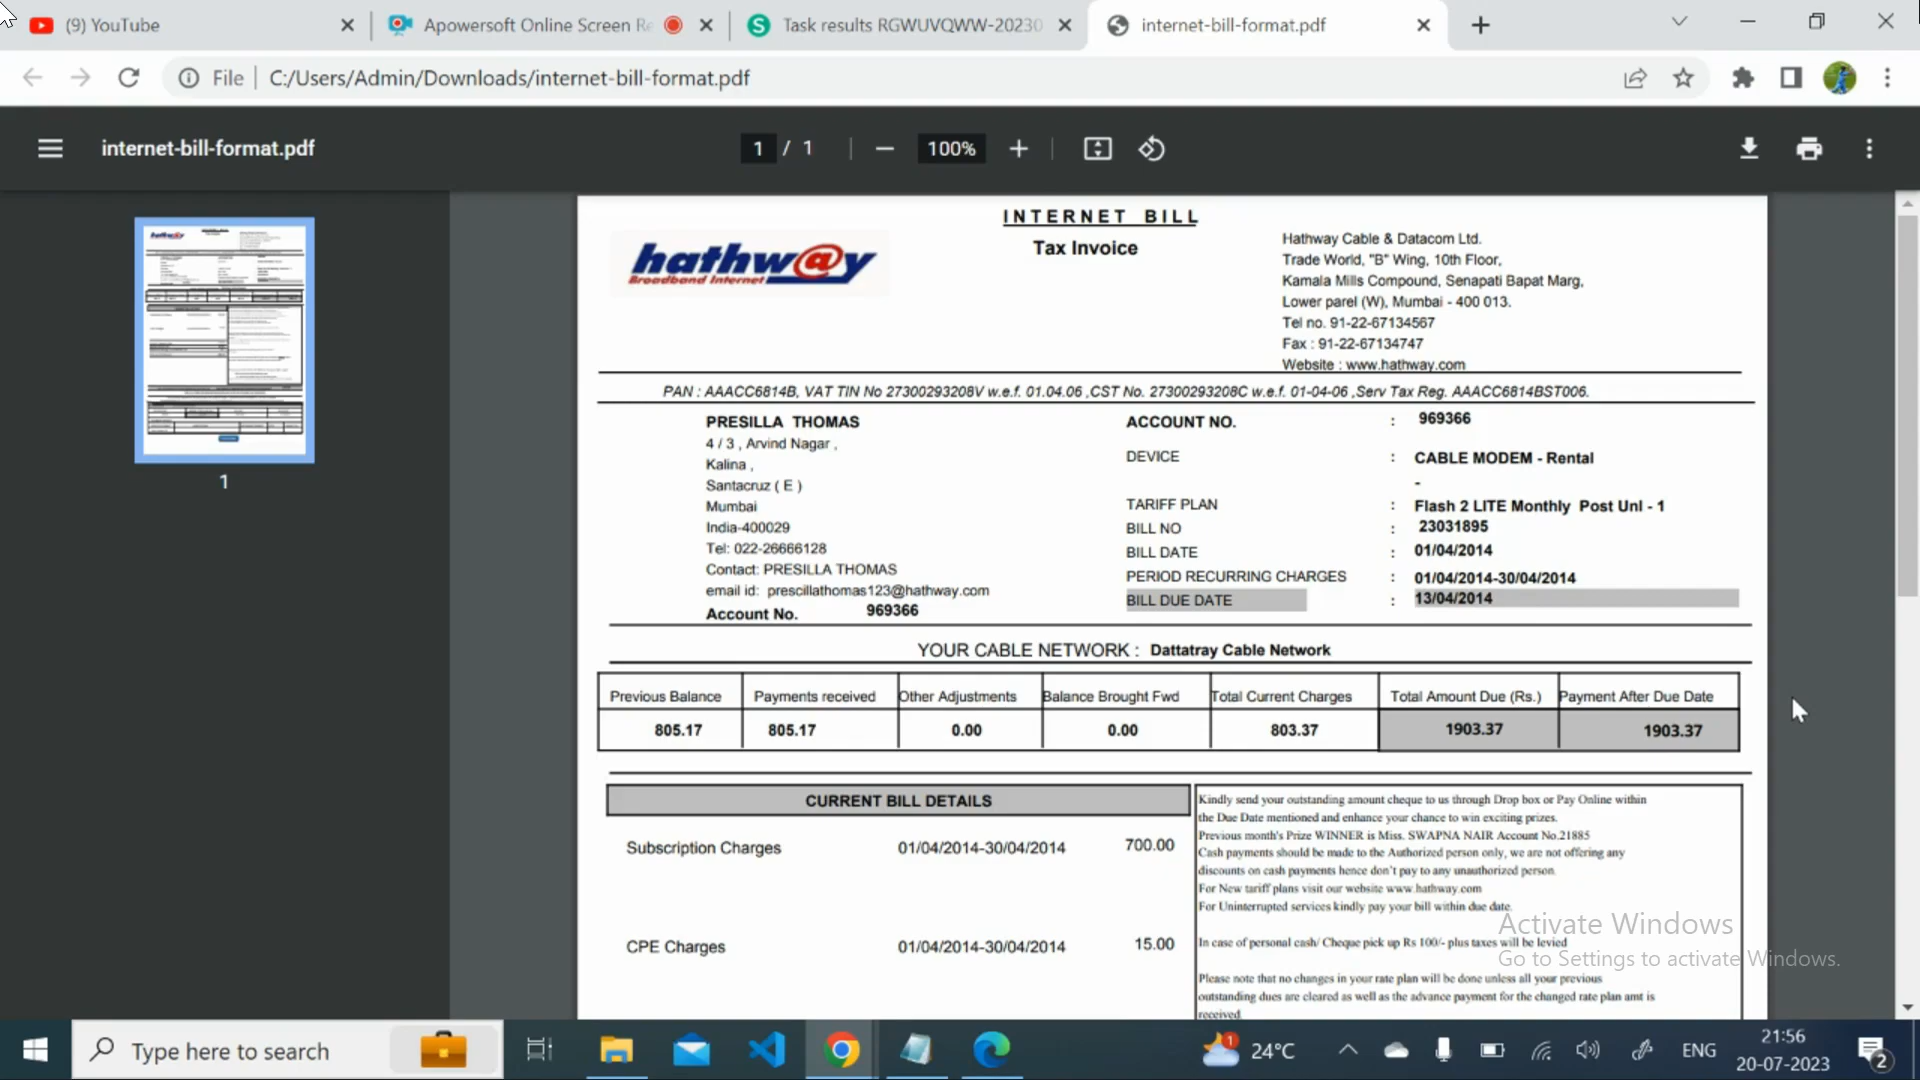 (9) YouTube
Apowersoft Online Screen Re
Task results RGWUVQWW-20230
internet-bill-format.pdf
File
C:/Users/Admin/Downloads/internet-bill-format.pdf
internet-bill-format.pdf
1 / 1
100%
1
INTERNET BILL
Tax Invoice
hathw@y
Broadband Internet
Hathway Cable & Datacom Ltd.
Trade World, "B" Wing, 10th Floor,
Kamala Mills Compound, Senapati Bapat Marg,
Lower parel (W), Mumbai - 400 013.
Tel no. 91-22-67134567
Fax : 91-22-67134747
Website : www.hathway.com
PAN : AAACC6814B, VAT TIN No 27300293208V w.e.f. 01.04.06 ,CST No. 27300293208C w.e.f. 01-04-06 ,Serv Tax Reg. AAACC6814BST006.
PRESILLA THOMAS
4 / 3 , Arvind Nagar ,
Kalina ,
Santacruz ( E )
Mumbai
India-400029
Tel: 022-26666128
Contact: PRESILLA THOMAS
email id: prescillathomas123@hathway.com
Account No. 969366
ACCOUNT NO. : 969366
DEVICE : CABLE MODEM - Rental
-
TARIFF PLAN : Flash 2 LITE Monthly Post Unl - 1
BILL NO : 23031895
BILL DATE : 01/04/2014
PERIOD RECURRING CHARGES : 01/04/2014-30/04/2014
BILL DUE DATE : 13/04/2014
YOUR CABLE NETWORK : Dattatray Cable Network
Previous Balance Payments received Other Adjustments Balance Brought Fwd Total Current Charges Total Amount Due (Rs.) Payment After Due Date
805.17 805.17 0.00 0.00 803.37 1903.37 1903.37
CURRENT BILL DETAILS
Subscription Charges 01/04/2014-30/04/2014 700.00
CPE Charges 01/04/2014-30/04/2014 15.00
Kindly send your outstanding amount cheque to us through Drop box or Pay Online within
the Due Date mentioned and enhance your chance to win exciting prizes.
Previous month's Prize WINNER is Miss. SWAPNA NAIR Account No.21885
Cash payments should be made to the Authorized person only, we are not offering any
discounts on cash payments hence don't pay to any unauthorized person.
For New tariff plans visit our website www.hathway.com
For Uninterrupted services kindly pay your bill within due date.
In case of personal cash/ Cheque pick up Rs 100/- plus taxes will be levied
Please note that no changes in your rate plan will be done unless all your previous
outstanding dues are cleared as well as the advance payment for the changed rate plan amt is
received.
Activate Windows
Go to Settings to activate Windows.
Type here to search
1
24°C
ENG
21:56
20-07-2023
2